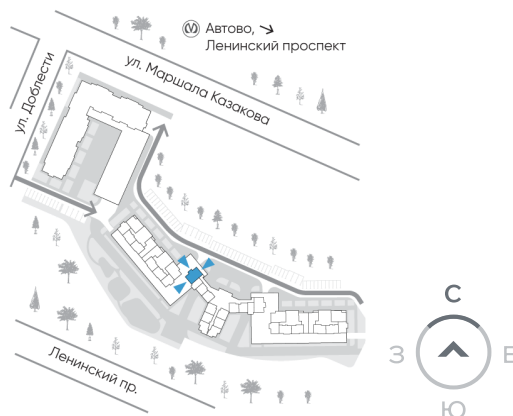 Автово, ↘
Ленинский проспект
ул. Маршала Казакова
ул. Доблести
Ленинский пр.
С
З
В
Ю